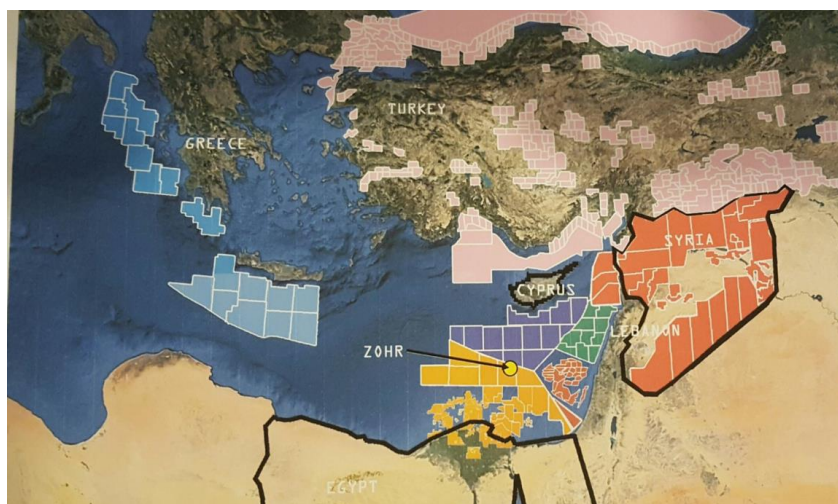 TURKEY
GREECE
SYRIA
CYPRUS
LEBANON
ZOHR
EGYPT